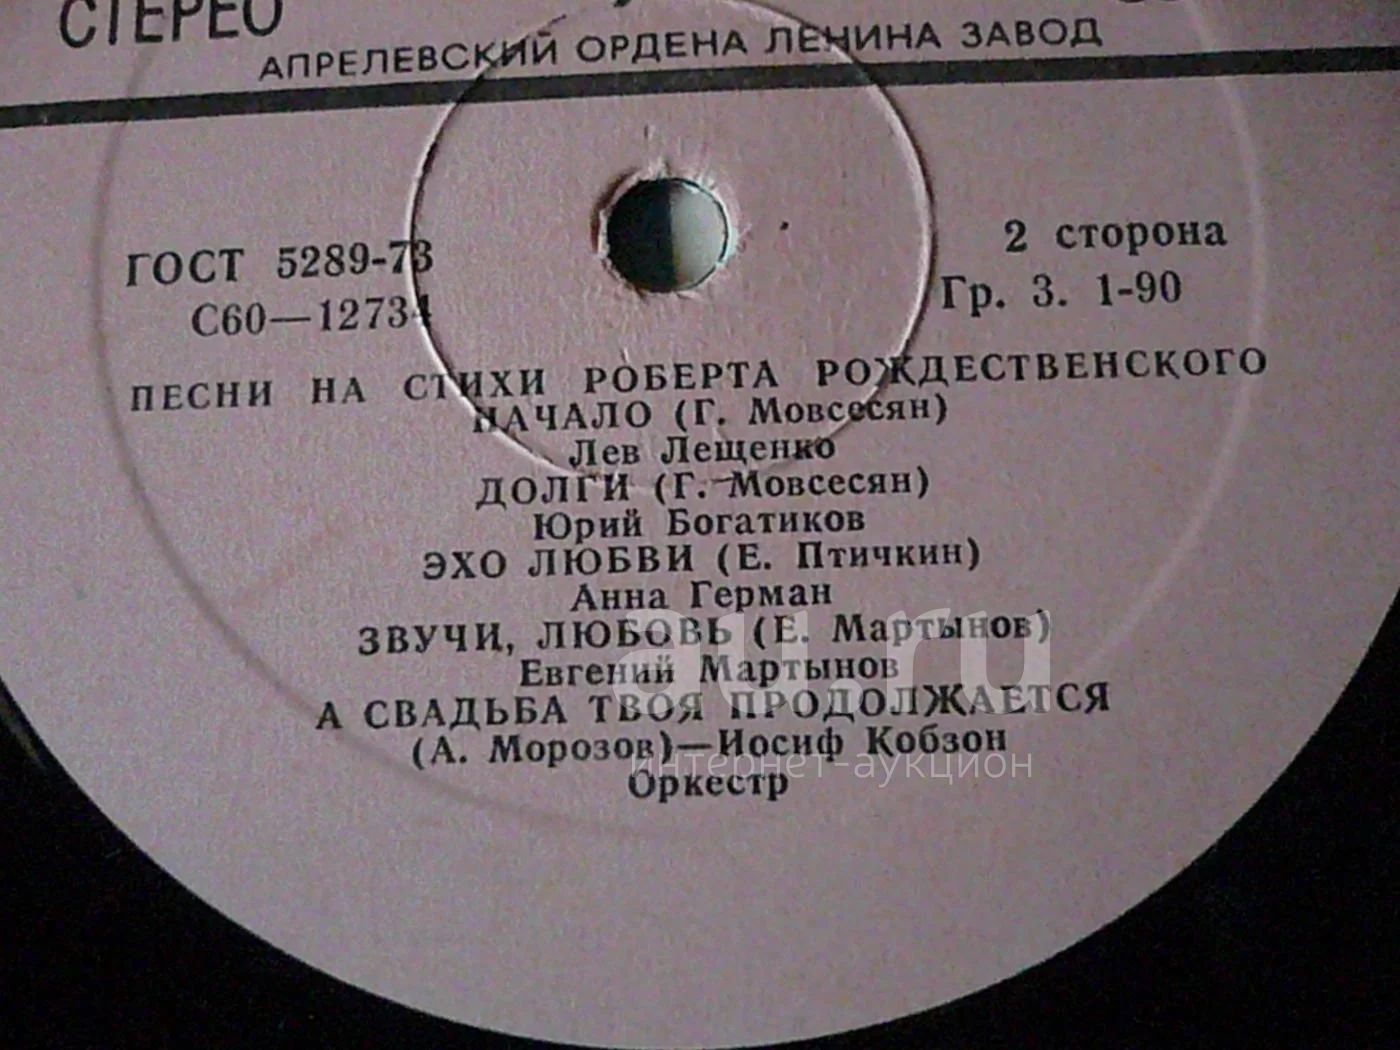 СТЕРЕО
АПРЕЛЕВСКИЙ ОРДЕНА ЛЕНИНА ЗАВОД
ГОСТ 5289-73
2 сторона
С60—12734
Гр. 3. 1-90
ПЕСНИ НА СТИХИ РОБЕРТА РОЖДЕСТВЕНСКОГО
НАЧАЛО (Г. Мовсесян)
Лев Лещенко
ДОЛГИ (Г. Мовсесян)
Юрий Богатиков
ЭХО ЛЮБВИ (Е. Птичкин)
Анна Герман
ЗВУЧИ, ЛЮБОВЬ (Е. Мартынов)
Евгений Мартынов
А СВАДЬБА ТВОЯ ПРОДОЛЖАЕТСЯ
(А. Морозов)—Иосиф Кобзон
Оркестр
au.ru
интернет-аукцион